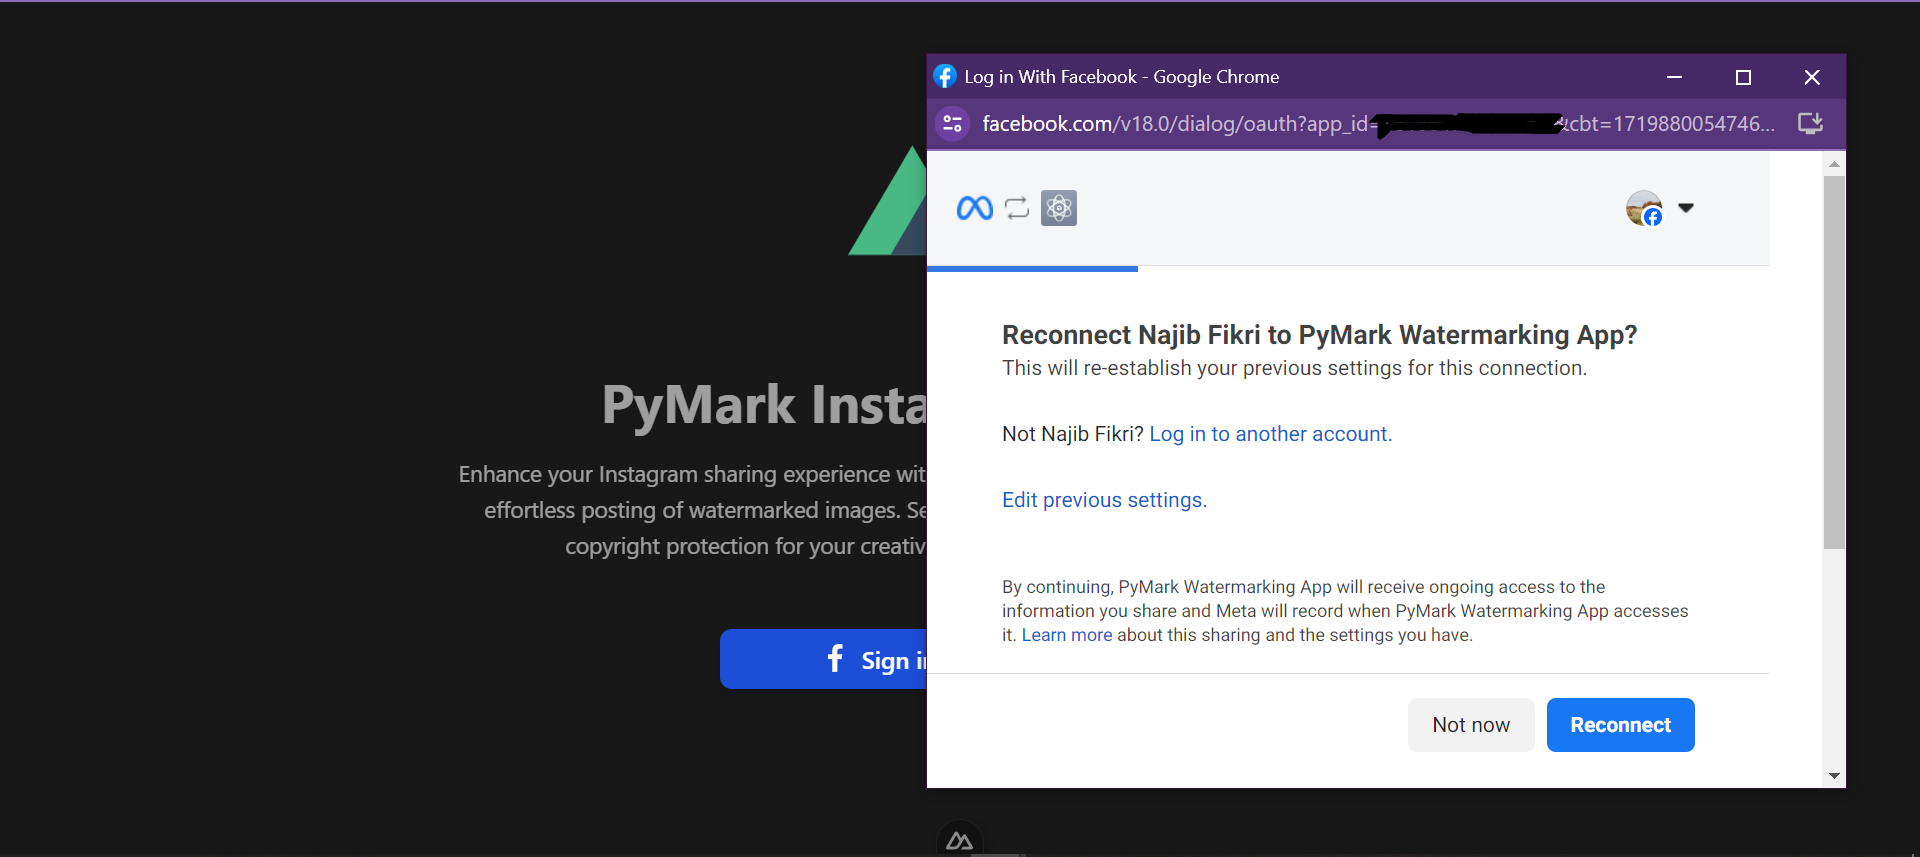 Log in With Facebook - Google Chrome
facebook.com/v18.0/dialog/oauth?app_id=
cbt=1719880054746...
Reconnect Najib Fikri to PyMark Watermarking App?
This will re-establish your previous settings for this connection.
Not Najib Fikri? Log in to another account.
Edit previous settings.
By continuing, PyMark Watermarking App will receive ongoing access to the
information you share and Meta will record when PyMark Watermarking App accesses
it. Learn more about this sharing and the settings you have.
Not now
Reconnect
PyMark Insta
Enhance your Instagram sharing experience wit
effortless posting of watermarked images. Se
copyright protection for your creativ
Sign i